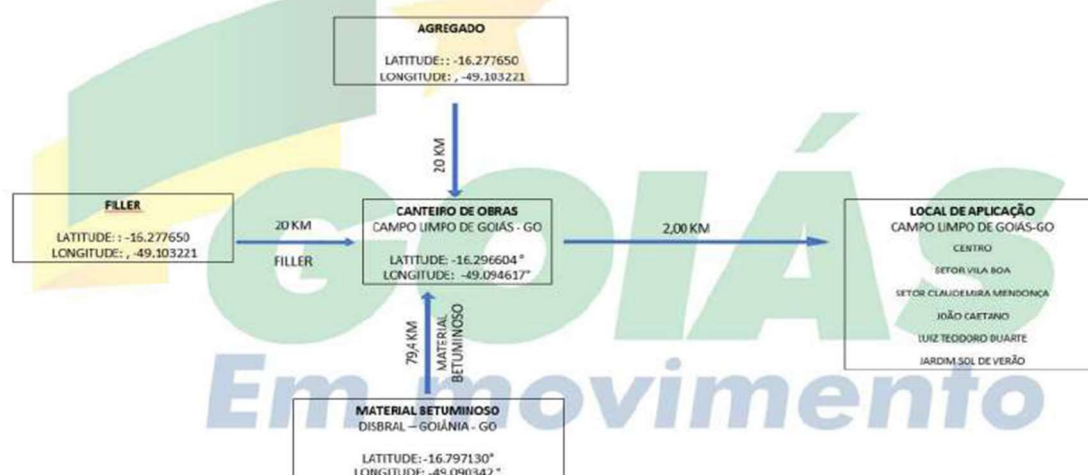 AGREGADO
LATITUDE: : -16.277650
LONGITUDE: , -49.103221
20 KM
FILLER
LATITUDE: : -16.277650
LONGITUDE: , -49.103221
20 KM
FILLER
CANTEIRO DE OBRAS
CAMPO LIMPO DE GOIÁS - GO
LATITUDE: -16.296604°
LONGITUDE: -49.094617°
2,00 KM
LOCAL DE APLICAÇÃO
CAMPO LIMPO DE GOIÁS-GO
CENTRO
SETOR VILA BOA
SETOR CLAUDEMIRA MENDONÇA
JOÃO CAETANO
LUIZ TEODORO DUARTE
JARDIM SOL DE VERÃO
79,4 KM
MATERIAL
BETUMINOSO
MATERIAL BETUMINOSO
DISBRAL – GOIÂNIA - GO
LATITUDE:-16.797130°
LONGITUDE: -49.090342°
GOIÁS
Em movimento